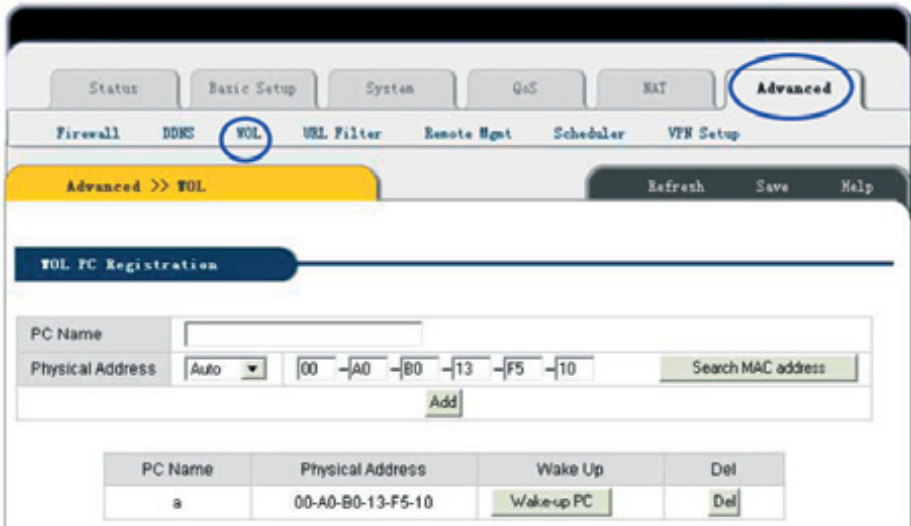 Status Basic Setup System QoS NAT Advanced
Firewall DDNS WOL URL Filter Remote Mgmt Scheduler VPN Setup
Advanced >> WOL Refresh Save Help
WOL PC Registration
PC Name
Physical Address Auto 00 -A0 -B0 -13 -F5 -10 Search MAC address
Add
PC Name Physical Address Wake Up Del
a 00-A0-B0-13-F5-10 Wake-up PC Del